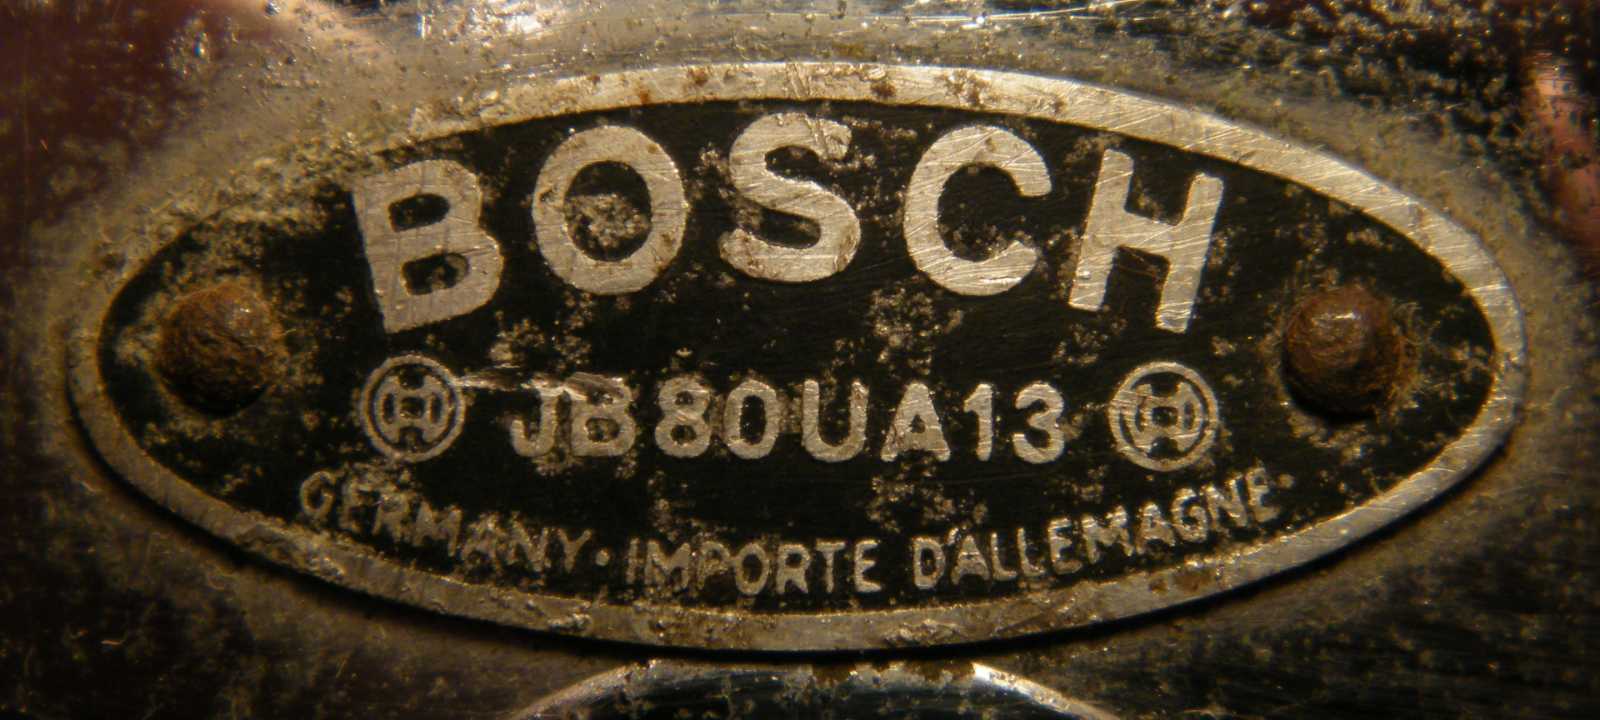 BOSCH
JB80UA13
GERMANY · IMPORTE D'ALLEMAGNE·